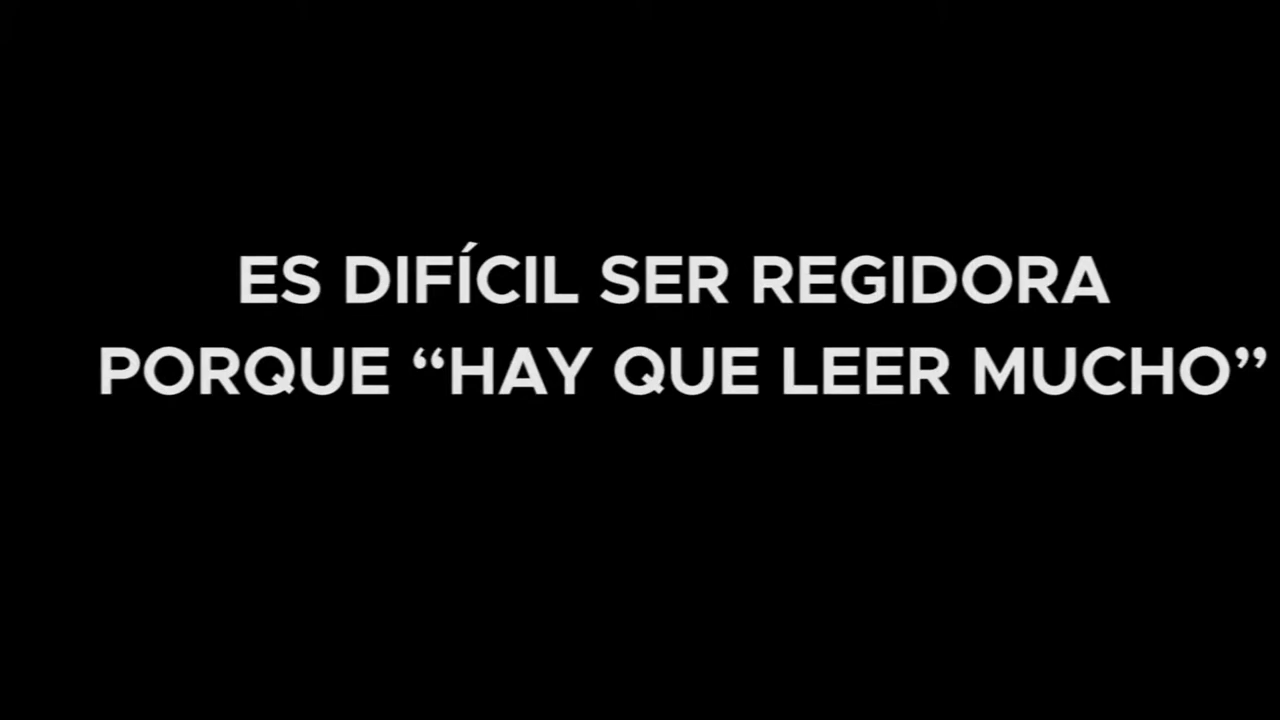 ES DIFÍCIL SER REGIDORA
PORQUE “HAY QUE LEER MUCHO”